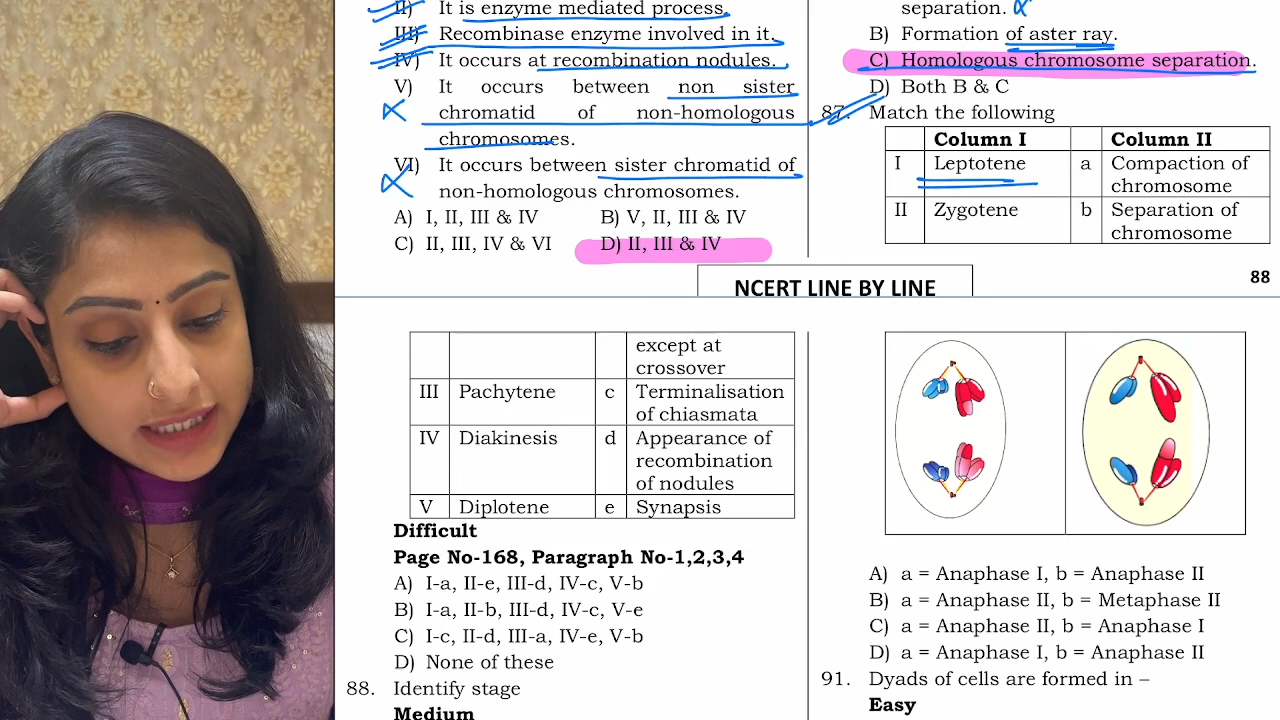 II) It is enzyme mediated process.
III) Recombinase enzyme involved in it.
IV) It occurs at recombination nodules.
V) It occurs between non sister
chromatid of non-homologous
chromosomes.
VI) It occurs between sister chromatid of
non-homologous chromosomes.
A) I, II, III & IV B) V, II, III & IV
C) II, III, IV & VI D) II, III & IV
separation.
B) Formation of aster ray.
C) Homologous chromosome separation.
D) Both B & C
87. Match the following
Column I Column II
I Leptotene a Compaction of
chromosome
II Zygotene b Separation of
chromosome
88
NCERT LINE BY LINE
except at
crossover
III Pachytene c Terminalisation
of chiasmata
IV Diakinesis d Appearance of
recombination
of nodules
V Diplotene e Synapsis
Difficult
Page No-168, Paragraph No-1,2,3,4
A) I-a, II-e, III-d, IV-c, V-b
B) I-a, II-b, III-d, IV-c, V-e
C) I-c, II-d, III-a, IV-e, V-b
D) None of these
88. Identify stage
Medium
A) a = Anaphase I, b = Anaphase II
B) a = Anaphase II, b = Metaphase II
C) a = Anaphase II, b = Anaphase I
D) a = Anaphase I, b = Anaphase II
91. Dyads of cells are formed in –
Easy